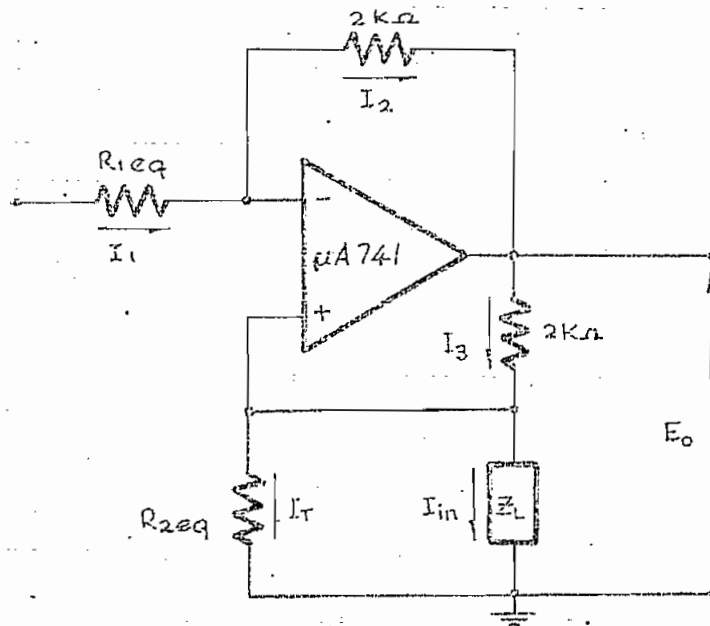 2KΩ
I2
R1eq
I1
-
μA741
+
I3
2KΩ
Eo
R2eq
IT
Iin
ZL